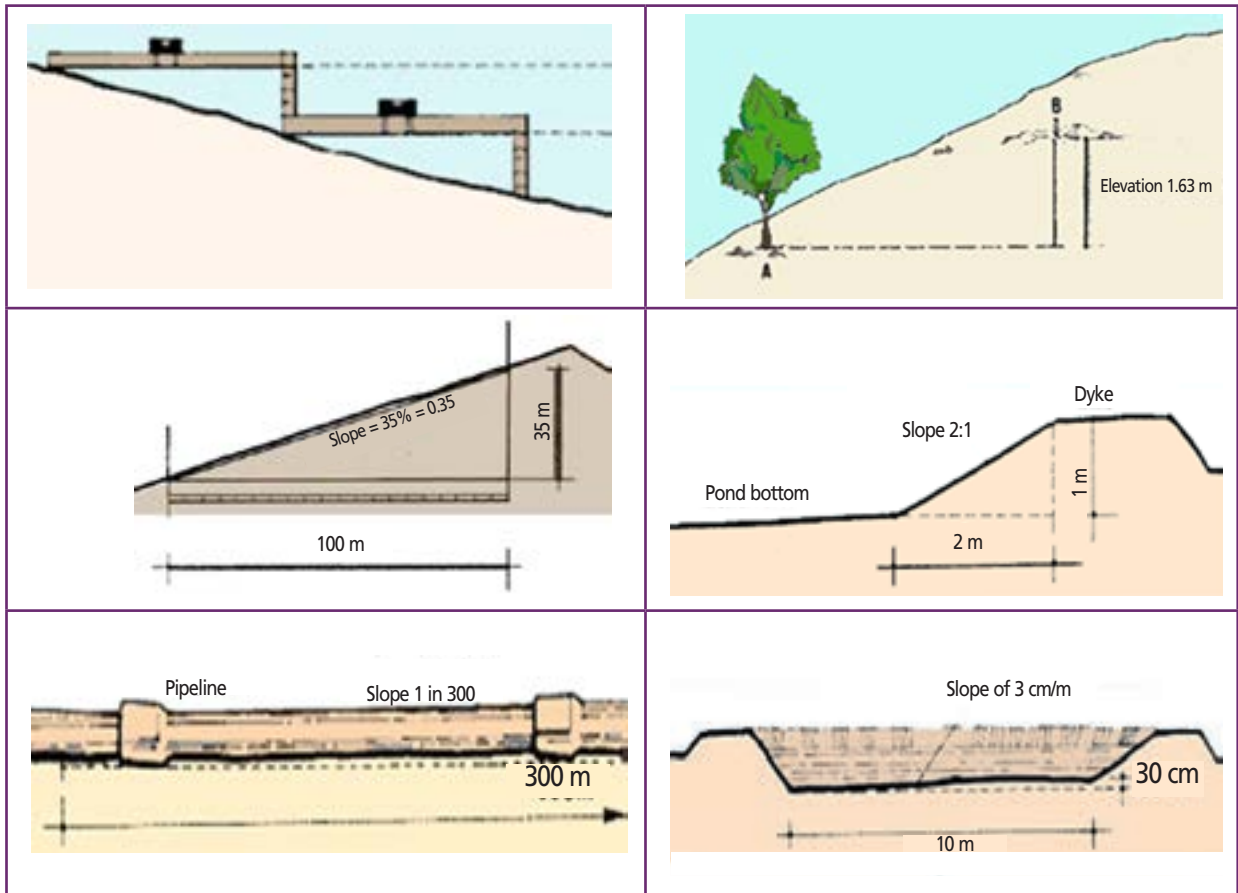 B
Elevation 1.63 m
A
Slope = 35% = 0.35
35 m
100 m
Dyke
Slope 2:1
Pond bottom
1 m
2 m
Pipeline
Slope 1 in 300
300 m
Slope of 3 cm/m
30 cm
10 m